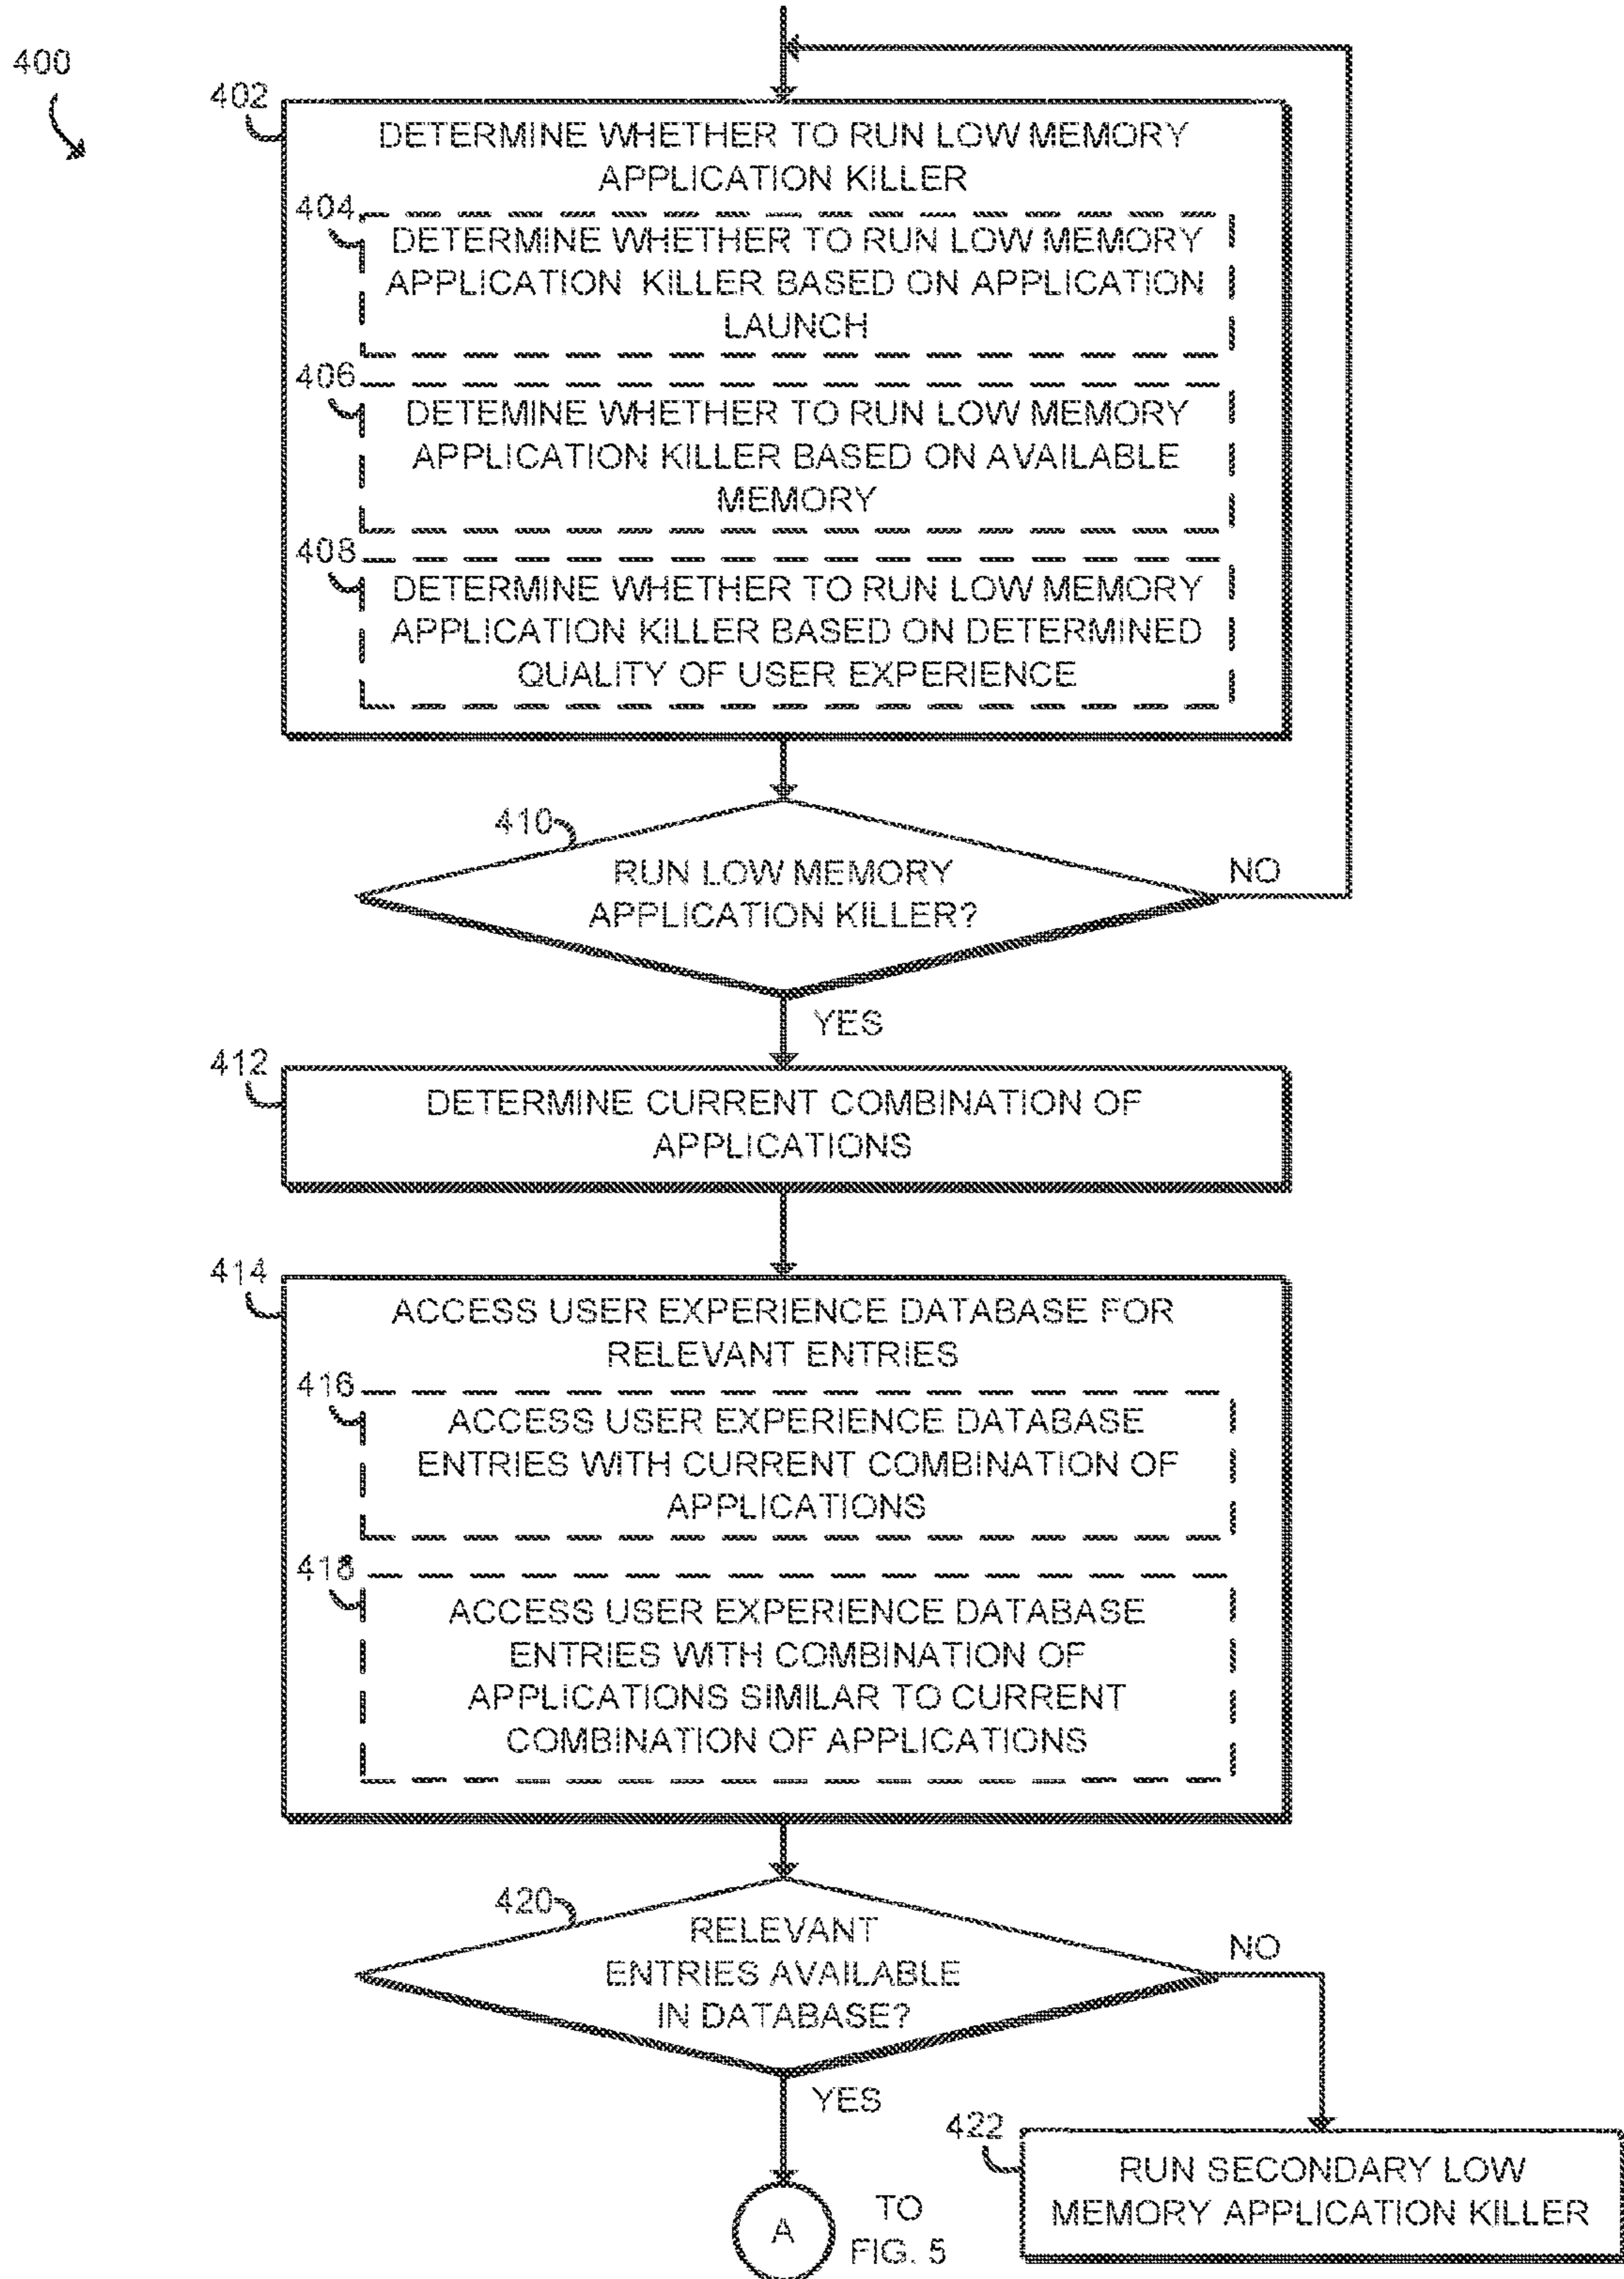 400
402
DETERMINE WHETHER TO RUN LOW MEMORY
APPLICATION KILLER
404
DETERMINE WHETHER TO RUN LOW MEMORY
APPLICATION KILLER BASED ON APPLICATION
LAUNCH
406
DETEMINE WHETHER TO RUN LOW MEMORY
APPLICATION KILLER BASED ON AVAILABLE
MEMORY
408
DETERMINE WHETHER TO RUN LOW MEMORY
APPLICATION KILLER BASED ON DETERMINED
QUALITY OF USER EXPERIENCE
410
RUN LOW MEMORY
APPLICATION KILLER?
NO
YES
412
DETERMINE CURRENT COMBINATION OF
APPLICATIONS
414
ACCESS USER EXPERIENCE DATABASE FOR
RELEVANT ENTRIES
416
ACCESS USER EXPERIENCE DATABASE
ENTRIES WITH CURRENT COMBINATION OF
APPLICATIONS
418
ACCESS USER EXPERIENCE DATABASE
ENTRIES WITH COMBINATION OF
APPLICATIONS SIMILAR TO CURRENT
COMBINATION OF APPLICATIONS
420
RELEVANT
ENTRIES AVAILABLE
IN DATABASE?
NO
YES
422
RUN SECONDARY LOW
MEMORY APPLICATION KILLER
A
TO
FIG. 5